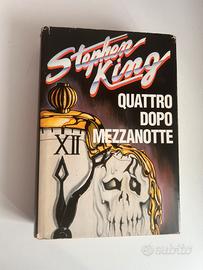 Stephen
King
QUATTRO
DOPO
MEZZANOTTE
XII
subito